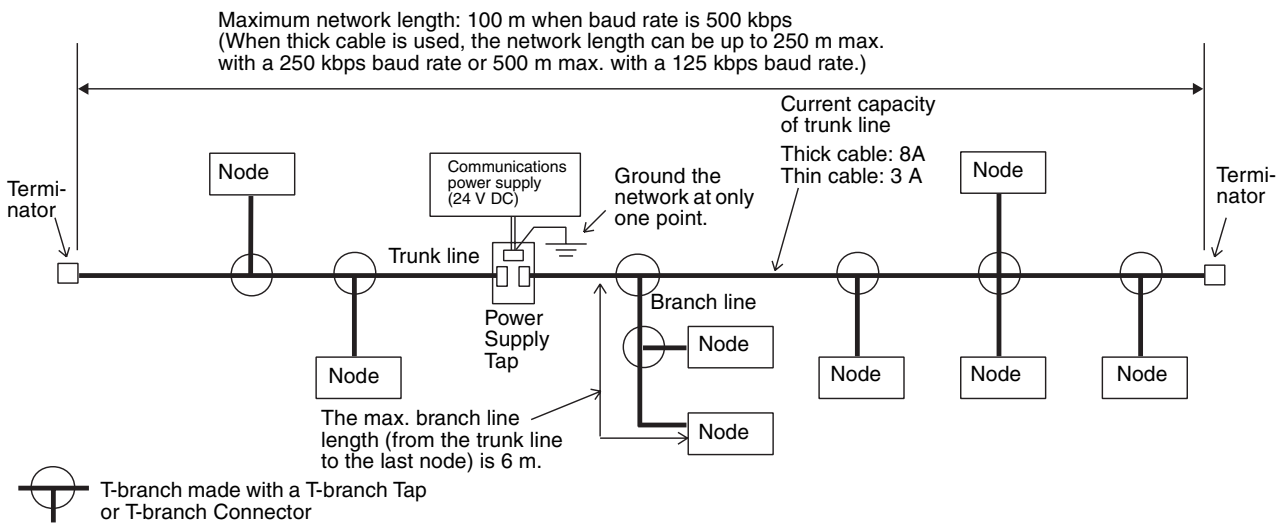 Maximum network length: 100 m when baud rate is 500 kbps
(When thick cable is used, the network length can be up to 250 m max.
with a 250 kbps baud rate or 500 m max. with a 125 kbps baud rate.)
Current capacity
of trunk line
Thick cable: 8A
Thin cable: 3 A
Termi-
nator
Node
Communications
power supply
(24 V DC)
Ground the
network at only
one point.
Node
Termi-
nator
Trunk line
Branch line
Power
Supply
Tap
Node
Node
Node
Node
Node
Node
The max. branch line
length (from the trunk line
to the last node) is 6 m.
T-branch made with a T-branch Tap
or T-branch Connector